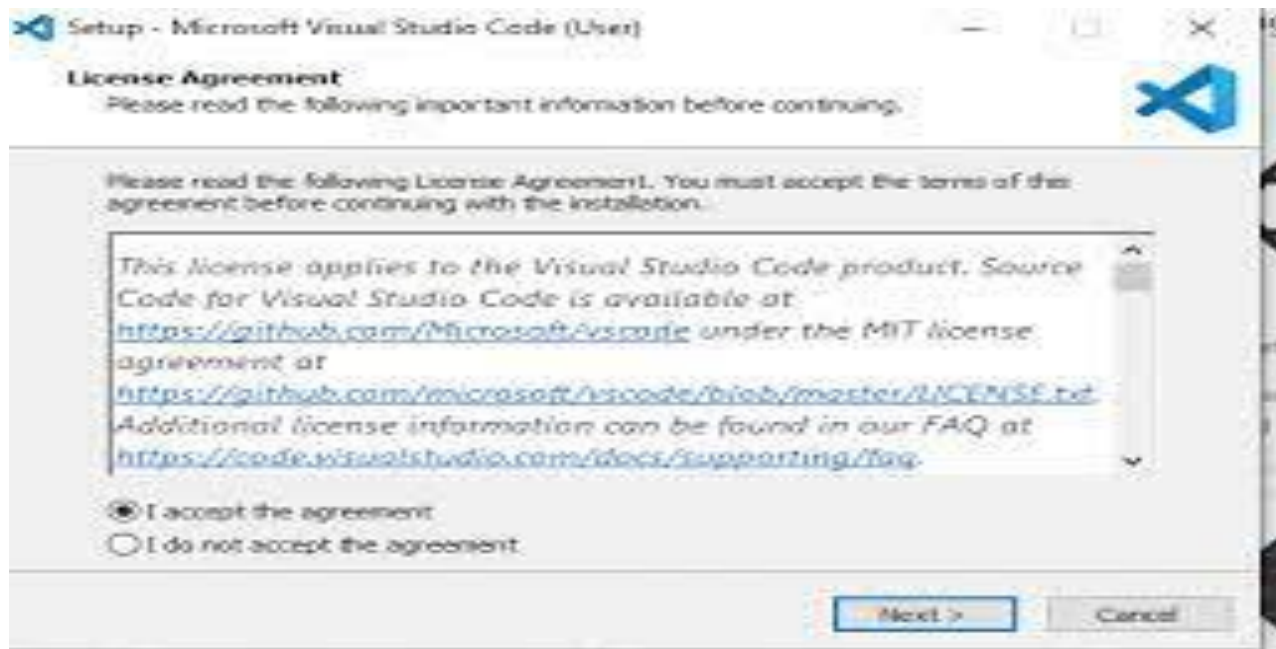 Setup - Microsoft Visual Studio Code (User)
License Agreement
Please read the following important information before continuing.
Please read the following License Agreement. You must accept the terms of this
agreement before continuing with the installation.
This license applies to the Visual Studio Code product. Source
Code for Visual Studio Code is available at
https://github.com/Microsoft/vscode under the MIT license
agreement at
https://github.com/microsoft/vscode/blob/master/LICENSE.txt.
Additional license information can be found in our FAQ at
https://code.visualstudio.com/docs/supporting/faq.
I accept the agreement
I do not accept the agreement
Next >
Cancel